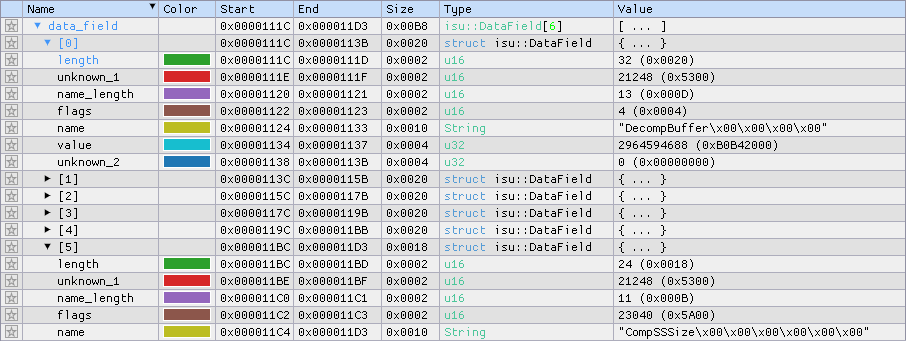 Name Color Start End Size Type Value
data_field 0x0000111C 0x000011D3 0x00B8 isu::DataField[6] [ ... ]
[0] 0x0000111C 0x0000113B 0x0020 struct isu::DataField { ... }
length 0x0000111C 0x0000111D 0x0002 u16 32 (0x0020)
unknown_1 0x0000111E 0x0000111F 0x0002 u16 21248 (0x5300)
name_length 0x00001120 0x00001121 0x0002 u16 13 (0x000D)
flags 0x00001122 0x00001123 0x0002 u16 4 (0x0004)
name 0x00001124 0x00001133 0x0010 String "DecompBuffer\x00\x00\x00\x00"
value 0x00001134 0x00001137 0x0004 u32 2964594688 (0xB0B42000)
unknown_2 0x00001138 0x0000113B 0x0004 u32 0 (0x00000000)
[1] 0x0000113C 0x0000115B 0x0020 struct isu::DataField { ... }
[2] 0x0000115C 0x0000117B 0x0020 struct isu::DataField { ... }
[3] 0x0000117C 0x0000119B 0x0020 struct isu::DataField { ... }
[4] 0x0000119C 0x000011BB 0x0020 struct isu::DataField { ... }
[5] 0x000011BC 0x000011D3 0x0018 struct isu::DataField { ... }
length 0x000011BC 0x000011BD 0x0002 u16 24 (0x0018)
unknown_1 0x000011BE 0x000011BF 0x0002 u16 21248 (0x5300)
name_length 0x000011C0 0x000011C1 0x0002 u16 11 (0x000B)
flags 0x000011C2 0x000011C3 0x0002 u16 23040 (0x5A00)
name 0x000011C4 0x000011D3 0x0010 String "CompSSSize\x00\x00\x00\x00\x00\x00"